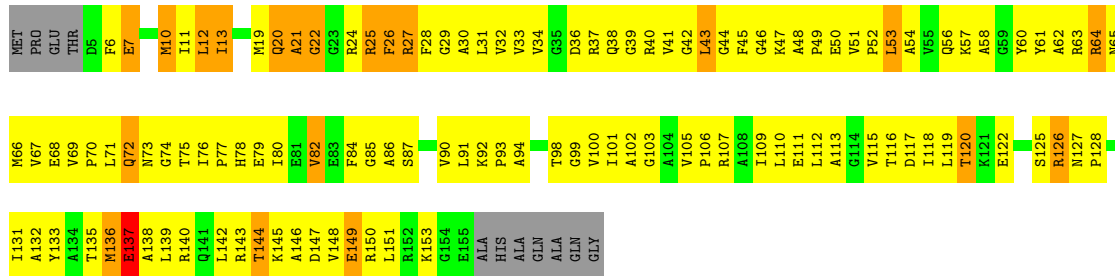 MET PRO GLU THR D5 F6 E7 M10 I11 L12 I13 M19 Q20 A21 G22 G23 R24 R25 F26 R27 F28 G29 A30 L31 V32 V33 V34 G35 D36 R37 Q38 G39 R40 V41 G42 L43 G44 F45 G46 K47 A48 P49 E50 V51 P52 L53 A54 V55 Q56 K57 A58 G59 Y60 Y61 A62 R63 R64 N65
M66 V67 E68 V69 P70 L71 Q72 N73 G74 T75 I76 P77 H78 E79 I80 E81 V82 E83 F84 G85 A86 S87 V90 L91 K92 P93 A94 T98 G99 V100 I101 A102 G103 A104 V105 P106 R107 A108 I109 L110 E111 L112 A113 G114 V115 T116 D117 I118 L119 T120 K121 E122 S125 R126 N127 P128
I131 A132 Y133 A134 T135 M136 E137 A138 L139 R140 Q141 L142 R143 T144 K145 A146 D147 V148 E149 R150 L151 R152 K153 G154 E155 ALA HIS ALA GLN ALA GLN GLY